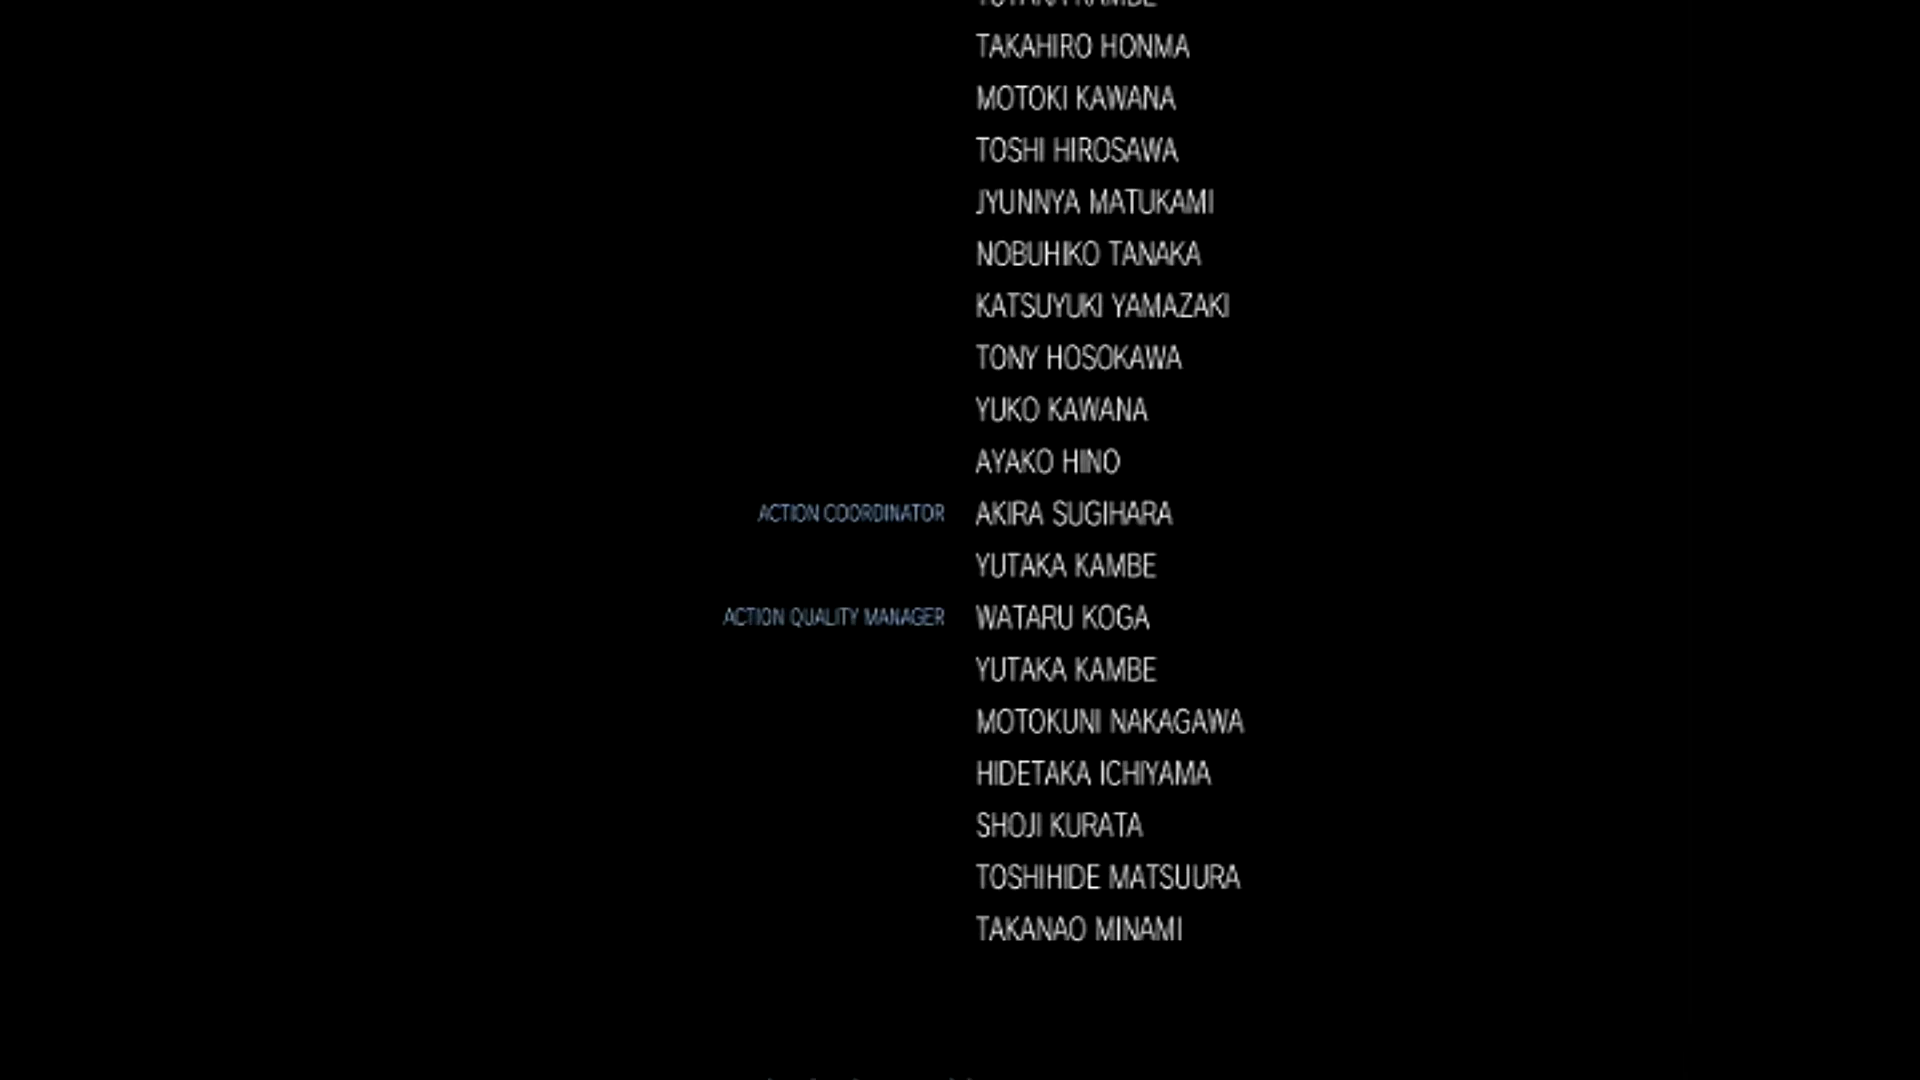 TAKAHIRO HONMA
MOTOKI KAWANA
TOSHI HIROSAWA
JYUNNYA MATUKAMI
NOBUHIKO TANAKA
KATSUYUKI YAMAZAKI
TONY HOSOKAWA
YUKO KAWANA
AYAKO HINO
ACTION COORDINATOR AKIRA SUGIHARA
YUTAKA KAMBE
ACTION QUALITY MANAGER WATARU KOGA
YUTAKA KAMBE
MOTOKUNI NAKAGAWA
HIDETAKA ICHIYAMA
SHOJI KURATA
TOSHIHIDE MATSUURA
TAKANAO MINAMI